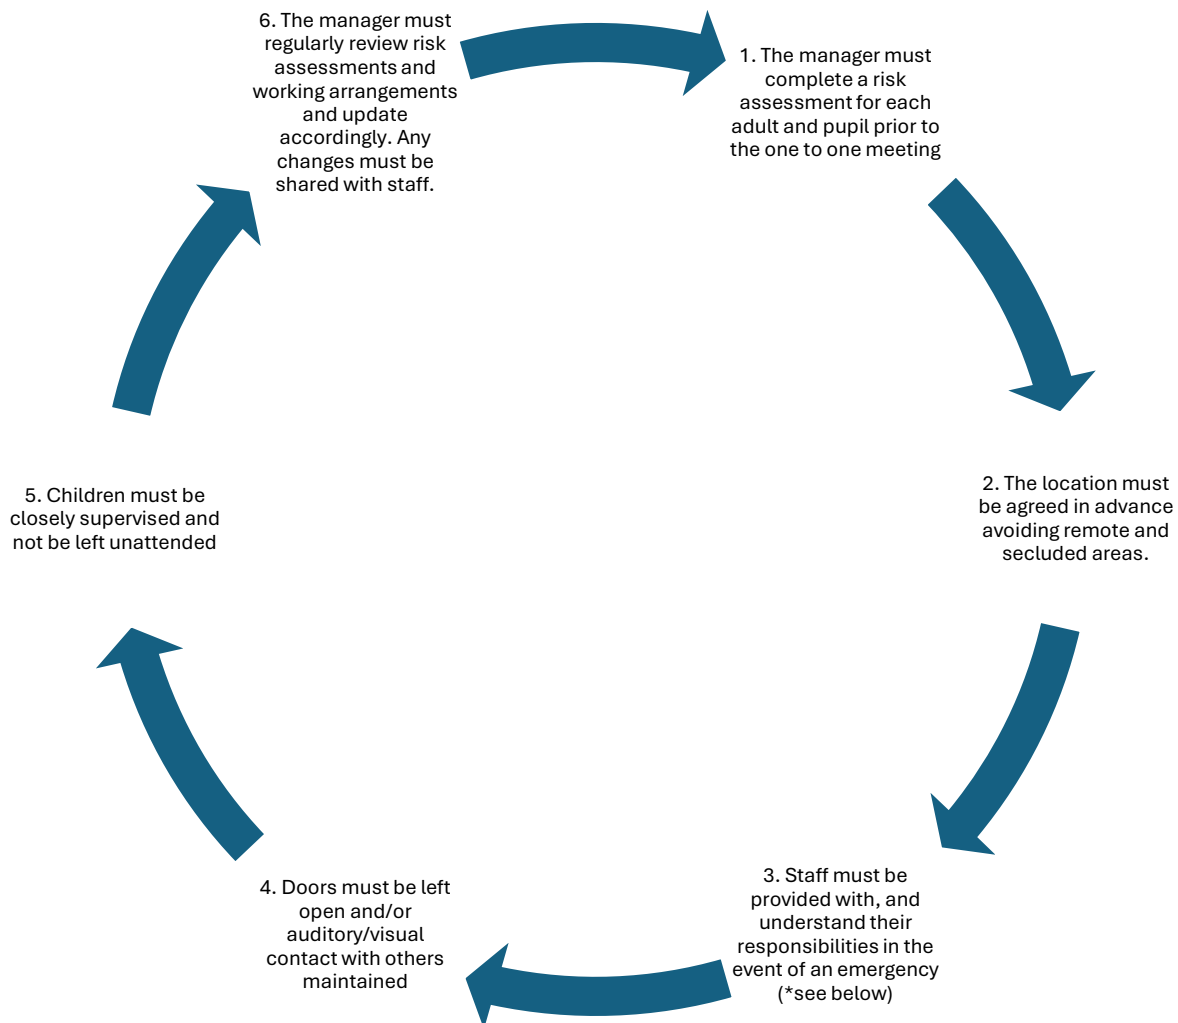 1. The manager must
complete a risk
assessment for each
adult and pupil prior to
the one to one meeting
2. The location must
be agreed in advance
avoiding remote and
secluded areas.
3. Staff must be
provided with, and
understand their
responsibilities in the
event of an emergency
(*see below)
4. Doors must be left
open and/or
auditory/visual
contact with others
maintained
5. Children must be
closely supervised and
not be left unattended
6. The manager must
regularly review risk
assessments and
working arrangements
and update
accordingly. Any
changes must be
shared with staff.